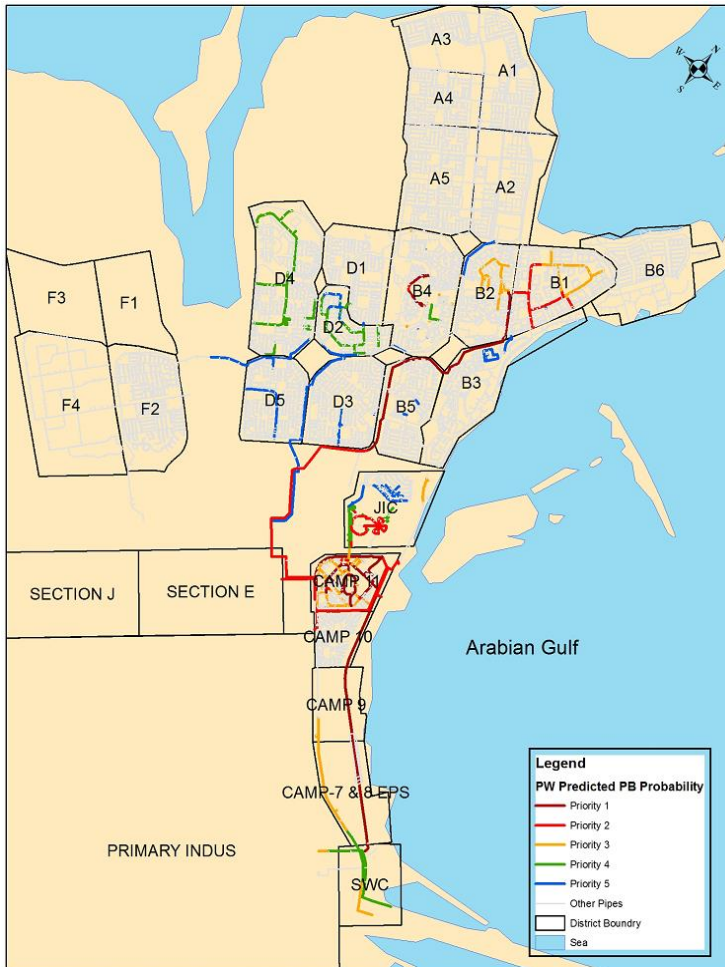 A3
A1
N
W
E
S
A4
A5
A2
D4
D1
B4
B2
B1
B6
F3
F1
D2
F4
F2
D5
D3
B5
B3
JIC
SECTION J
SECTION E
CAMP 11
CAMP 10
Arabian Gulf
CAMP 9
CAMP-7 & 8 EPS
PRIMARY INDUS
SWC
Legend
PW Predicted PB Probability
Priority 1
Priority 2
Priority 3
Priority 4
Priority 5
Other Pipes
District Boundry
Sea